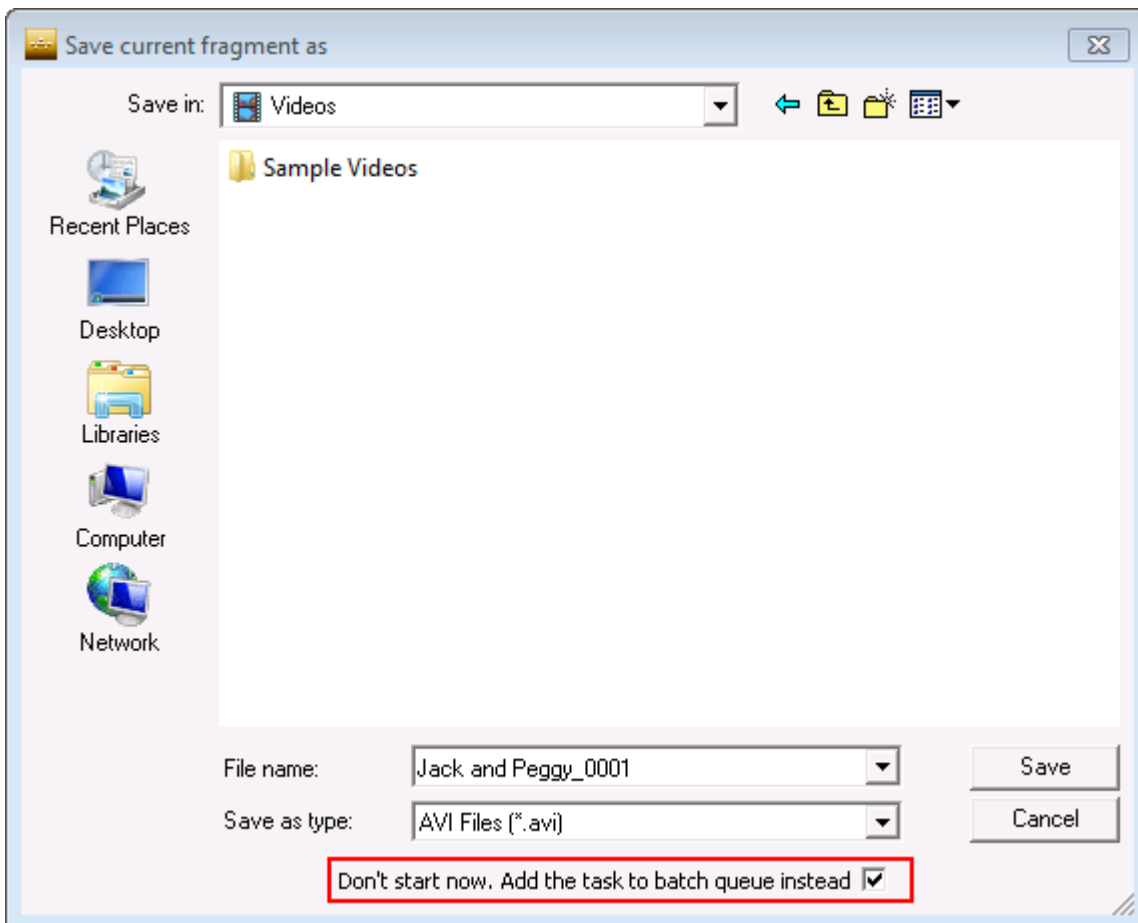 Save current fragment as
Save in: Videos
Sample Videos
Recent Places
Desktop
Libraries
Computer
Network
File name: Jack and Peggy_0001 Save
Save as type: AVI Files (*.avi) Cancel
Don't start now. Add the task to batch queue instead